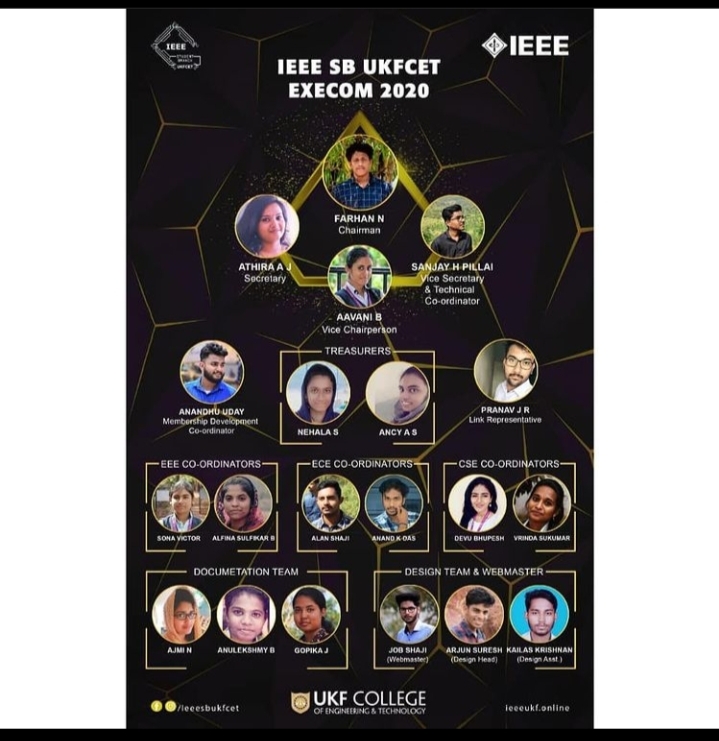 IEEE
STUDENT
BRANCH
UKFCET
IEEE
IEEE SB UKFCET
EXECOM 2020
FARHAN N
Chairman
ATHIRA A J
Secretary
SANJAY H PILLAI
Vice Secretary
& Technical
Co-ordinator
AAVANI B
Vice Chairperson
TREASURERS
ANANDHU UDAY
Membership Development
Co-ordinator
NEHALA S
ANCY A S
PRANAV J R
Link Representative
EEE CO-ORDINATORS
ECE CO-ORDINATORS
CSE CO-ORDINATORS
SONA VICTOR
ALFINA SULFIKAR B
ALAN SHAJI
ANAND K DAS
DEVU BHUPESH
VRINDA SUKUMAR
DOCUMETATION TEAM
DESIGN TEAM & WEBMASTER
AJMI N
ANULEKSHMY B
GOPIKA J
JOB SHAJI
(Webmaster)
ARJUN SURESH
(Design Head)
KAILAS KRISHNAN
(Design Asst.)
/ieeesbukfcet
UKF COLLEGE
OF ENGINEERING & TECHNOLOGY
ieeeukf.online